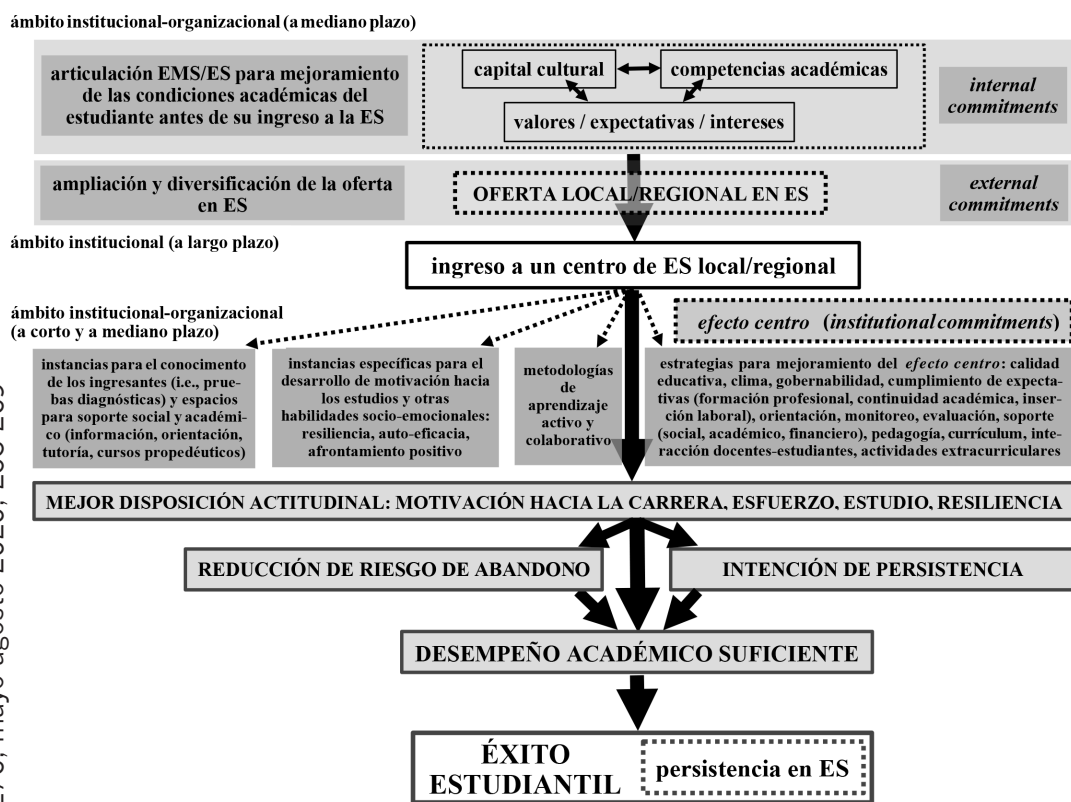 ámbito institucional-organizacional (a mediano plazo)
articulación EMS/ES para mejoramiento
de las condiciones académicas del
estudiante antes de su ingreso a la ES
capital cultural
competencias académicas
valores / expectativas / intereses
internal
commitments
ampliación y diversificación de la oferta
en ES
OFERTA LOCAL/REGIONAL EN ES
external
commitments
ámbito institucional (a largo plazo)
ingreso a un centro de ES local/regional
ámbito institucional-organizacional
(a corto y a mediano plazo)
efecto centro (institutional commitments)
instancias para el conocimiento
de los ingresantes (i.e., prue-
bas diagnósticas) y espacios
para soporte social y académi-
co (información, orientación,
tutoría, cursos propedéuticos)
instancias específicas para el
desarrollo de motivación hacia
los estudios y otras
habilidades socio-emocionales:
resiliencia, auto-eficacia,
afrontamiento positivo
metodologías
de
aprendizaje
activo y
colaborativo
estrategias para mejoramiento del efecto centro: calidad
educativa, clima, gobernabilidad, cumplimiento de expecta-
tivas (formación profesional, continuidad académica, inser-
ción laboral), orientación, monitoreo, evaluación, soporte
(social, académico, financiero), pedagogía, currículum, inte-
racción docentes-estudiantes, actividades extracurriculares
MEJOR DISPOSICIÓN ACTITUDINAL: MOTIVACIÓN HACIA LA CARRERA, ESFUERZO, ESTUDIO, RESILIENCIA
REDUCCIÓN DE RIESGO DE ABANDONO
INTENCIÓN DE PERSISTENCIA
DESEMPEÑO ACADÉMICO SUFICIENTE
ÉXITO
ESTUDIANTIL
persistencia en ES